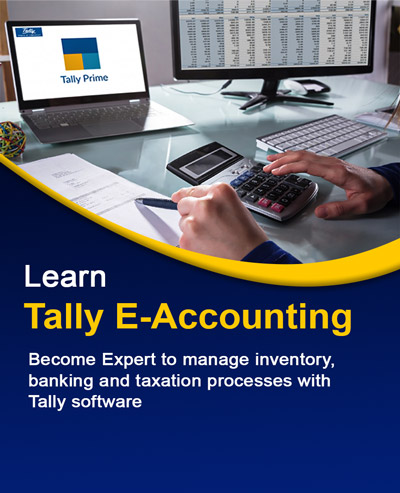 Tally Prime
Learn
Tally E-Accounting
Become Expert to manage inventory,
banking and taxation processes with
Tally software